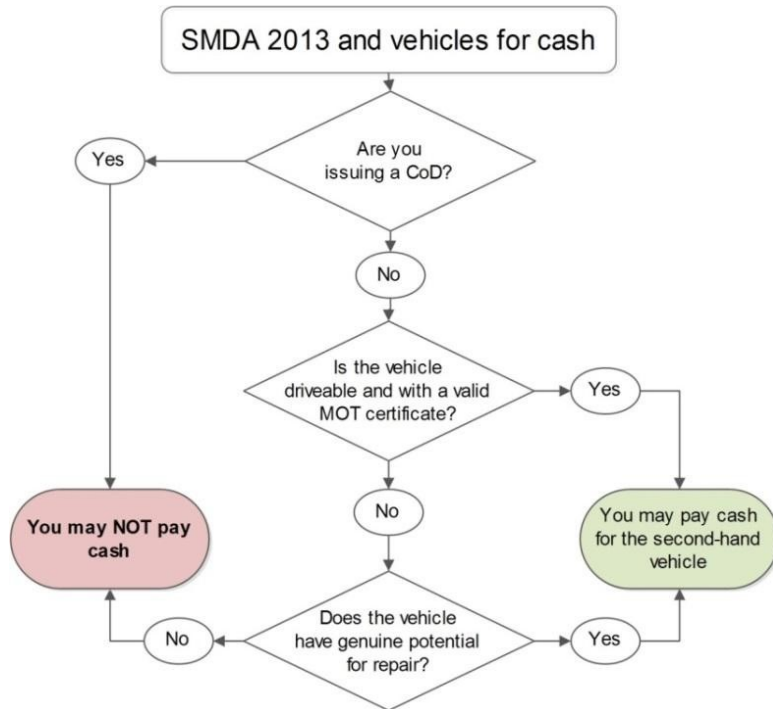 SMDA 2013 and vehicles for cash
Are you
issuing a CoD?
Yes
No
Is the vehicle
driveable and with a valid
MOT certificate?
Yes
No
You may NOT pay
cash
You may pay cash
for the second-hand
vehicle
Does the vehicle
have genuine potential
for repair?
No
Yes